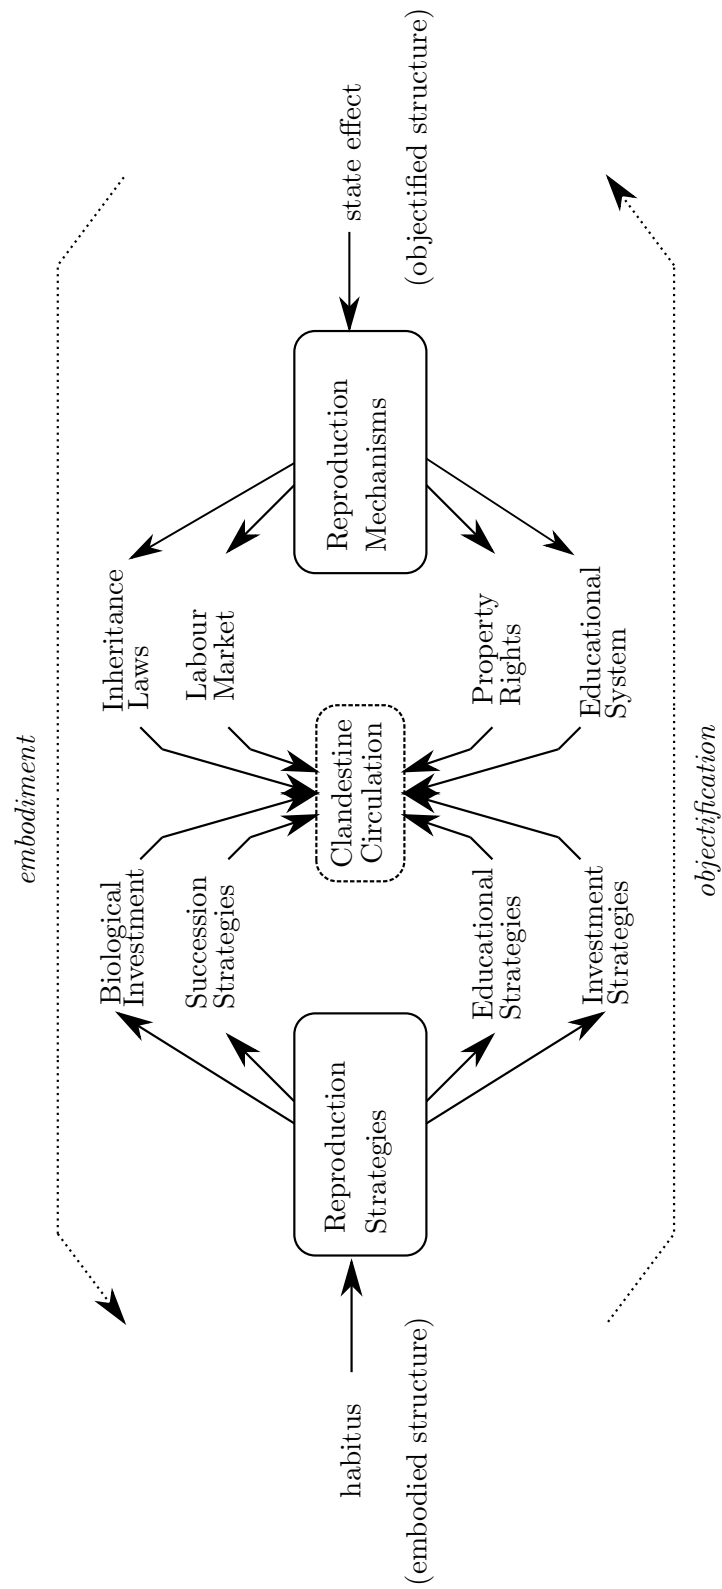 embodiment
Biological
Investment
Inheritance
Laws
Succession
Strategies
Labour
Market
habitus
(embodied structure)
Reproduction
Strategies
Clandestine
Circulation
Reproduction
Mechanisms
state effect
(objectified structure)
Educational
Strategies
Property
Rights
Investment
Strategies
Educational
System
objectification